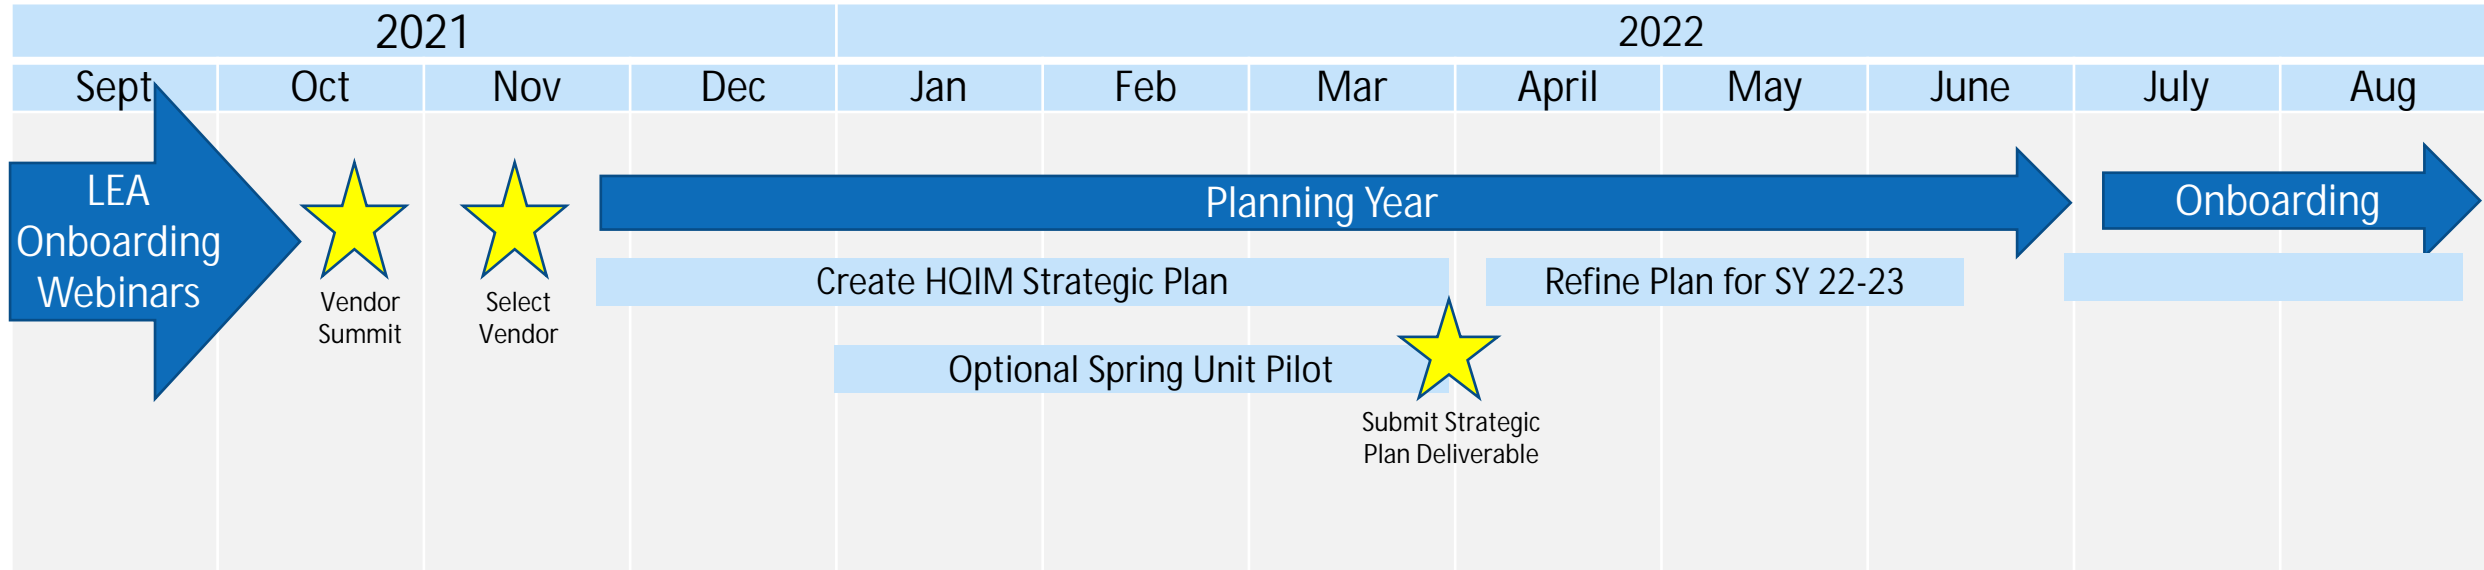 2021
2022
Sept
Oct
Nov
Dec
Jan
Feb
Mar
April
May
June
July
Aug
LEA
Onboarding
Webinars
Vendor
Summit
Select
Vendor
Planning Year
Onboarding
Create HQIM Strategic Plan
Refine Plan for SY 22-23
Optional Spring Unit Pilot
Submit Strategic
Plan Deliverable